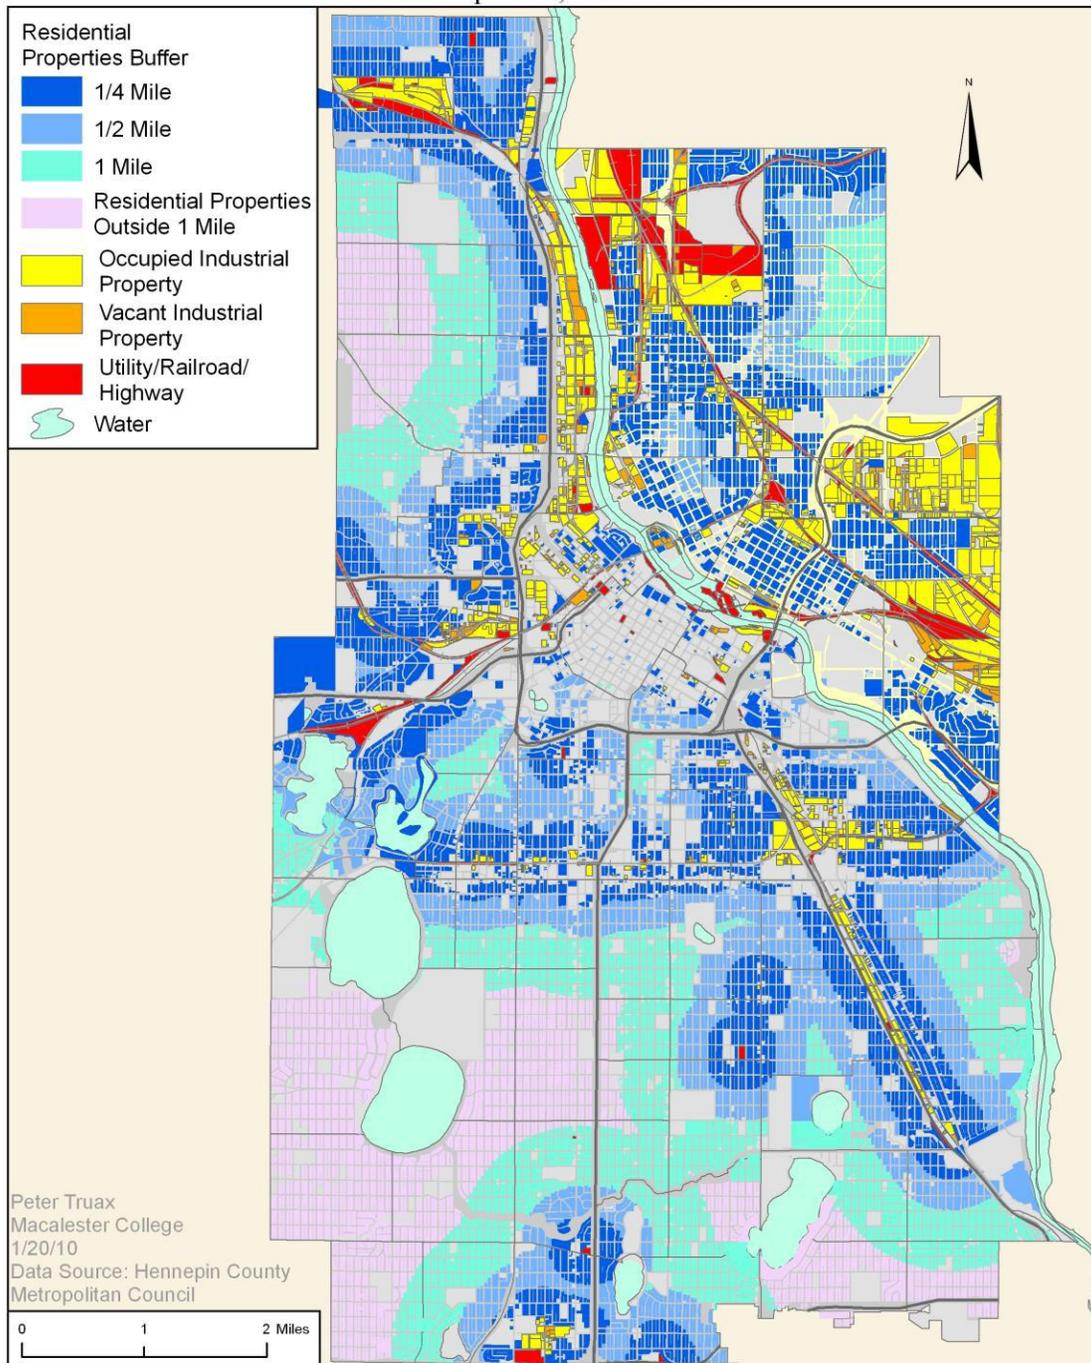 Residential
Properties Buffer
1/4 Mile
1/2 Mile
1 Mile
Residential Properties
Outside 1 Mile
Occupied Industrial
Property
Vacant Industrial
Property
Utility/Railroad/
Highway
Water
N
Peter Truax
Macalester College
1/20/10
Data Source: Hennepin County
Metropolitan Council
0 1 2 Miles